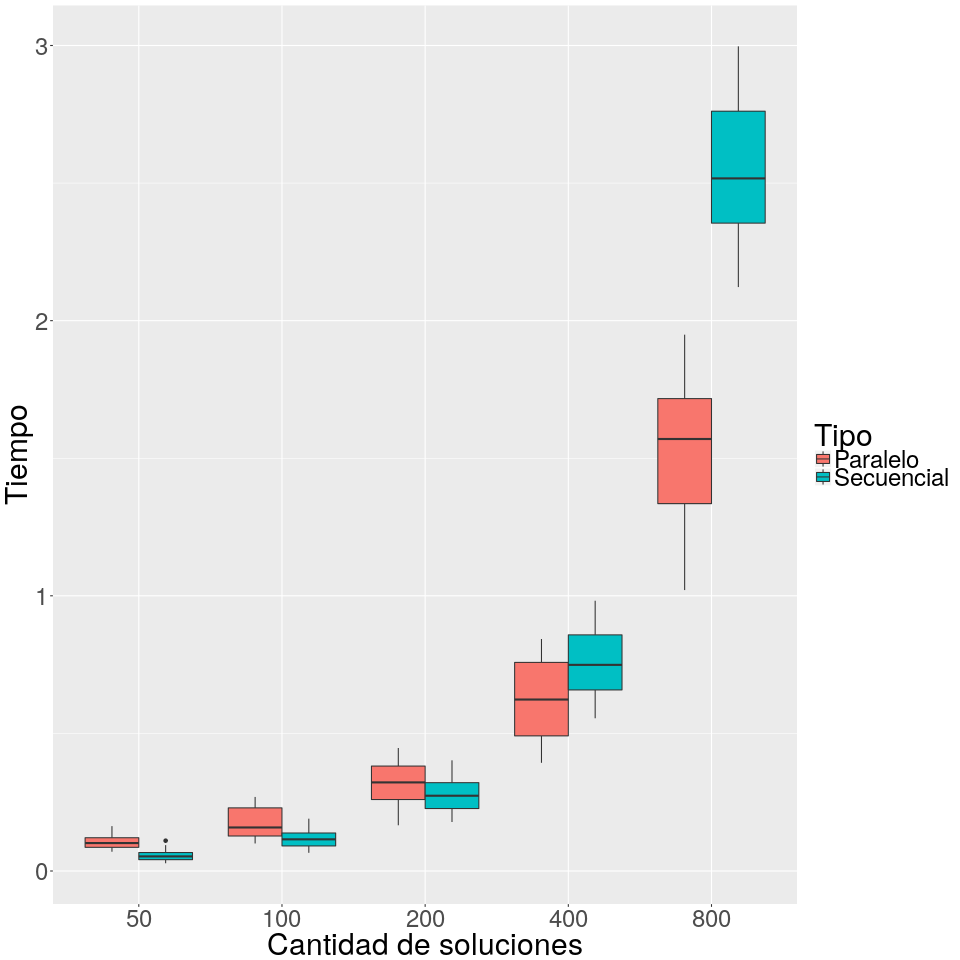 3
2
1
0
Tiempo
50 100 200 400 800
Cantidad de soluciones
Tipo
Paralelo
Secuencial